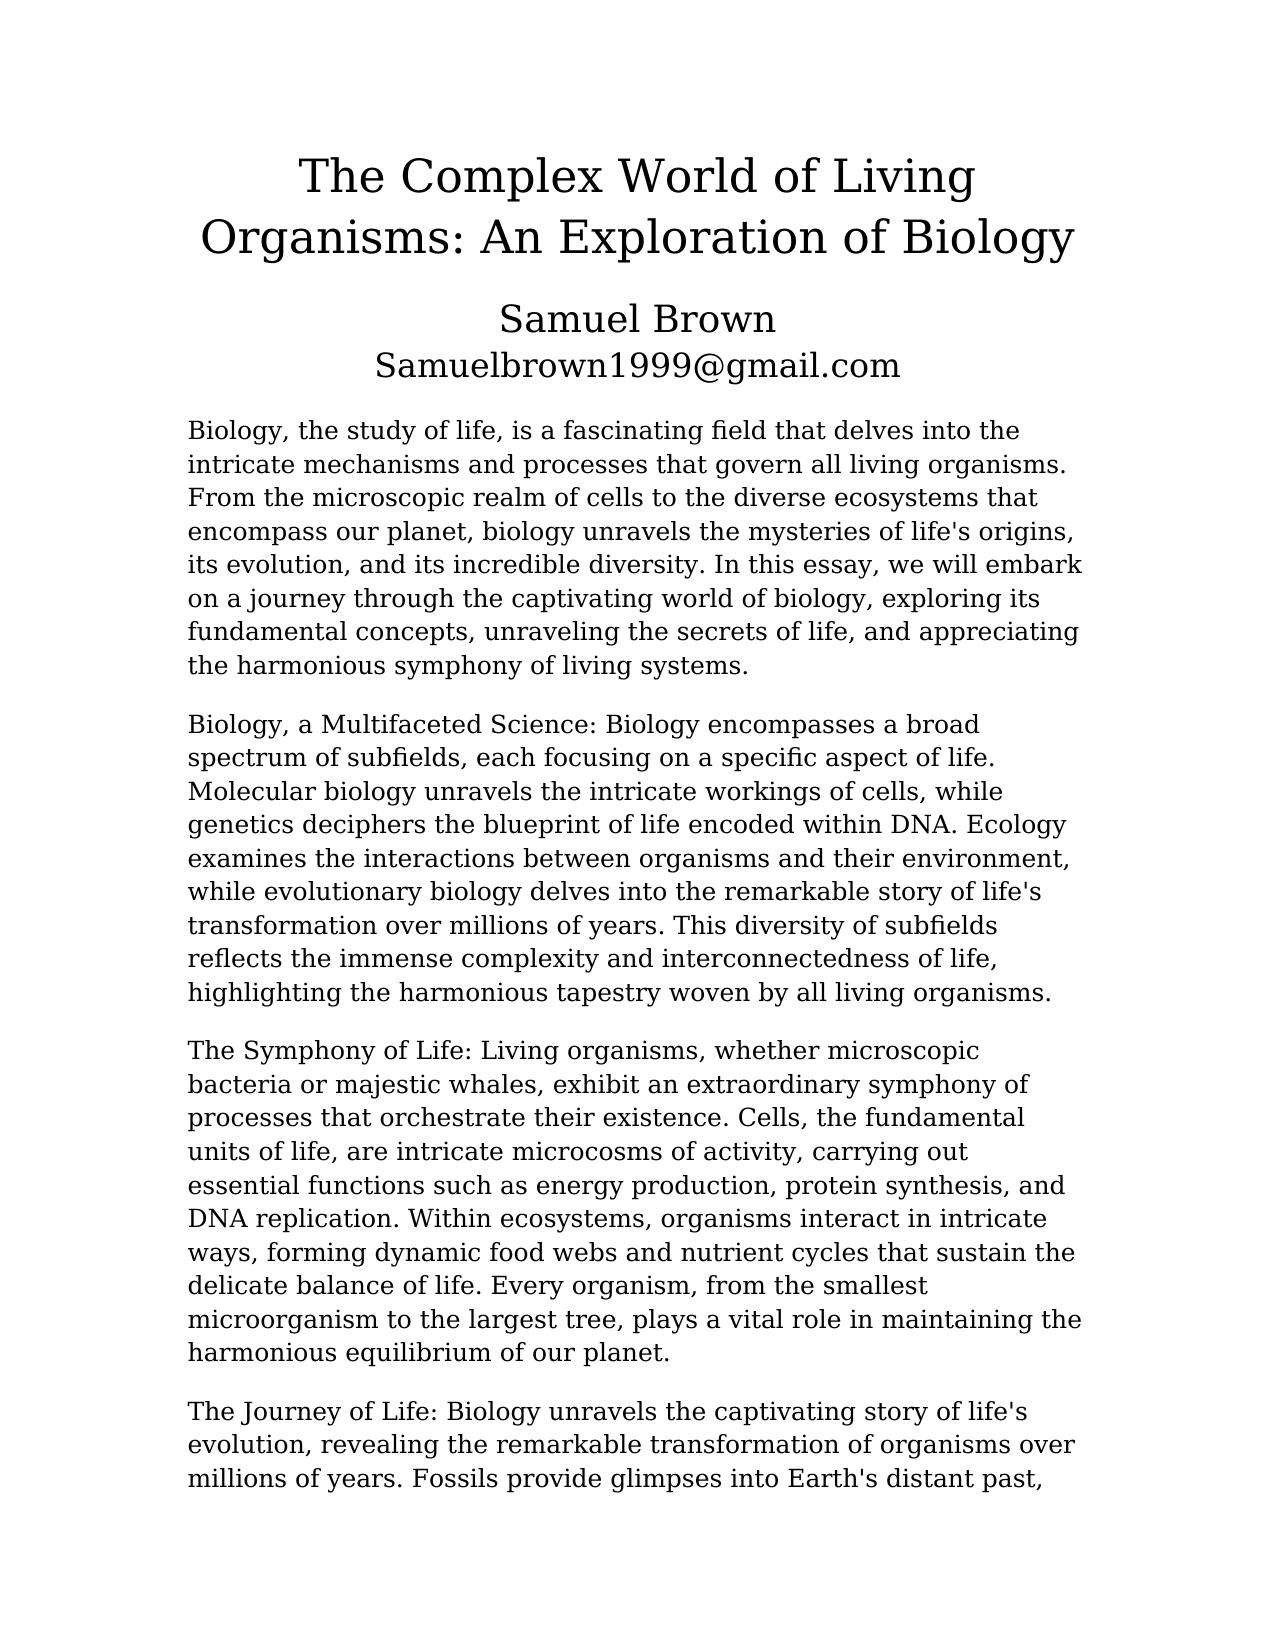 The Complex World of Living
Organisms: An Exploration of Biology
Samuel Brown
Samuelbrown1999@gmail.com
Biology, the study of life, is a fascinating field that delves into the
intricate mechanisms and processes that govern all living organisms.
From the microscopic realm of cells to the diverse ecosystems that
encompass our planet, biology unravels the mysteries of life's origins,
its evolution, and its incredible diversity. In this essay, we will embark
on a journey through the captivating world of biology, exploring its
fundamental concepts, unraveling the secrets of life, and appreciating
the harmonious symphony of living systems.
Biology, a Multifaceted Science: Biology encompasses a broad
spectrum of subfields, each focusing on a specific aspect of life.
Molecular biology unravels the intricate workings of cells, while
genetics deciphers the blueprint of life encoded within DNA. Ecology
examines the interactions between organisms and their environment,
while evolutionary biology delves into the remarkable story of life's
transformation over millions of years. This diversity of subfields
reflects the immense complexity and interconnectedness of life,
highlighting the harmonious tapestry woven by all living organisms.
The Symphony of Life: Living organisms, whether microscopic
bacteria or majestic whales, exhibit an extraordinary symphony of
processes that orchestrate their existence. Cells, the fundamental
units of life, are intricate microcosms of activity, carrying out
essential functions such as energy production, protein synthesis, and
DNA replication. Within ecosystems, organisms interact in intricate
ways, forming dynamic food webs and nutrient cycles that sustain the
delicate balance of life. Every organism, from the smallest
microorganism to the largest tree, plays a vital role in maintaining the
harmonious equilibrium of our planet.
The Journey of Life: Biology unravels the captivating story of life's
evolution, revealing the remarkable transformation of organisms over
millions of years. Fossils provide glimpses into Earth's distant past,